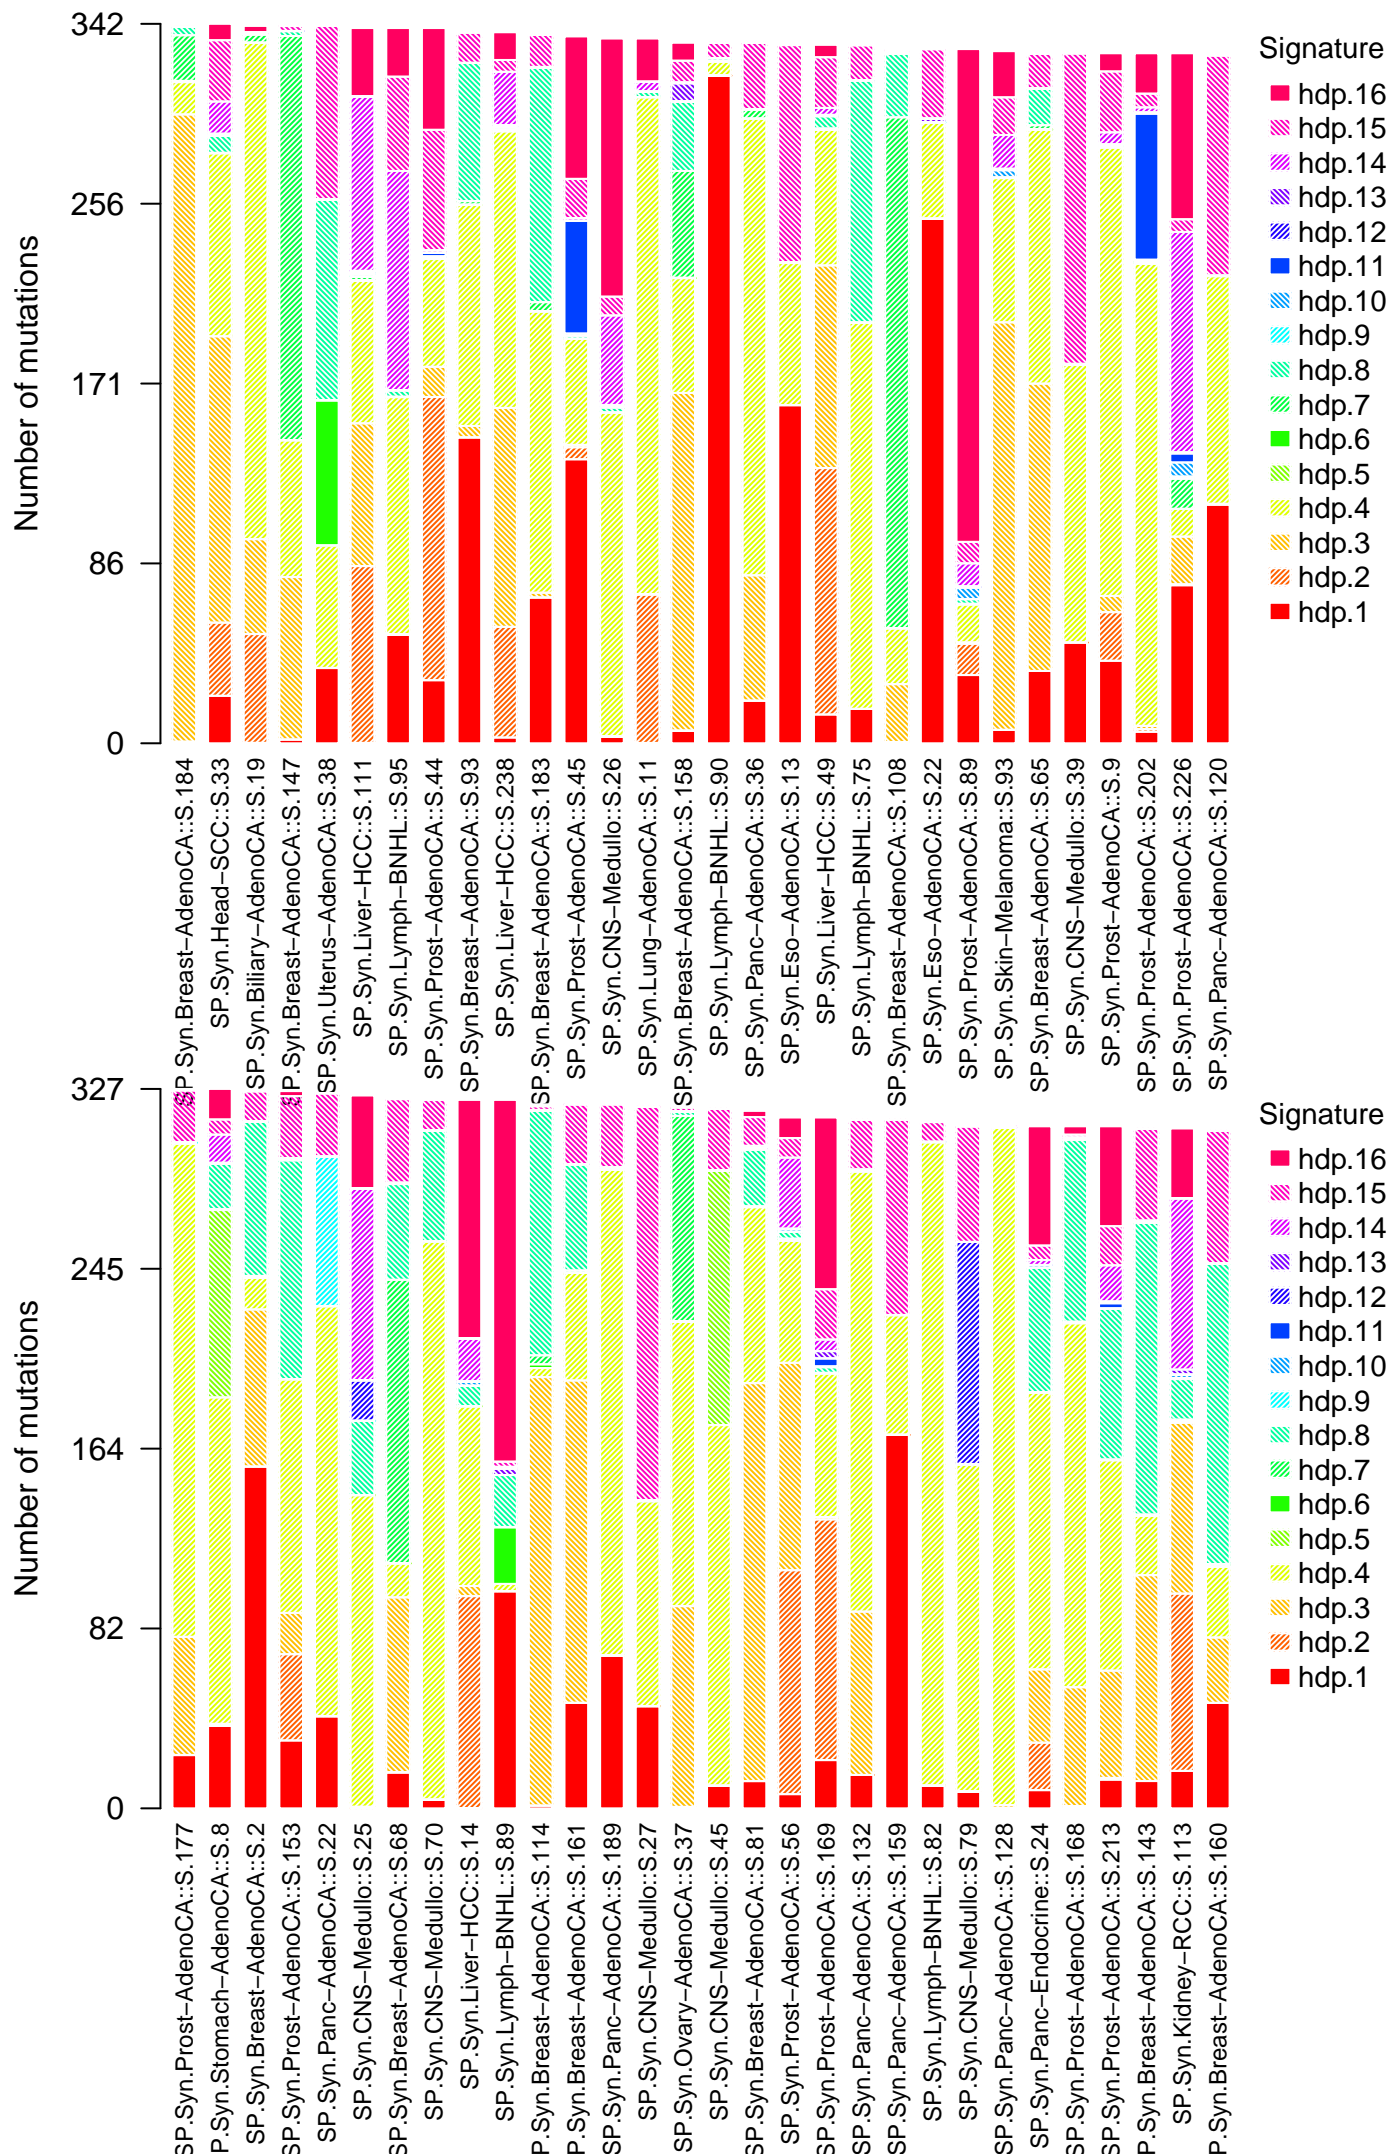 Number of mutations
342
256
171
86
0
SP.Syn.Breast−AdenoCA::S.184
SP.Syn.Head−SCC::S.33
SP.Syn.Biliary−AdenoCA::S.19
SP.Syn.Breast−AdenoCA::S.147
SP.Syn.Uterus−AdenoCA::S.38
SP.Syn.Liver−HCC::S.111
SP.Syn.Lymph−BNHL::S.95
SP.Syn.Prost−AdenoCA::S.44
SP.Syn.Breast−AdenoCA::S.93
SP.Syn.Liver−HCC::S.238
SP.Syn.Breast−AdenoCA::S.183
SP.Syn.Prost−AdenoCA::S.45
SP.Syn.CNS−Medullo::S.26
SP.Syn.Lung−AdenoCA::S.11
SP.Syn.Ovary−AdenoCA::S.158
SP.Syn.Lymph−BNHL::S.90
SP.Syn.Panc−AdenoCA::S.36
SP.Syn.Eso−AdenoCA::S.13
SP.Syn.Liver−HCC::S.49
SP.Syn.Lymph−BNHL::S.75
SP.Syn.Breast−AdenoCA::S.108
SP.Syn.Eso−AdenoCA::S.22
SP.Syn.Prost−AdenoCA::S.89
SP.Syn.Skin−Melanoma::S.93
SP.Syn.Breast−AdenoCA::S.65
SP.Syn.CNS−Medullo::S.39
SP.Syn.Prost−AdenoCA::S.9
SP.Syn.Prost−AdenoCA::S.202
SP.Syn.Prost−AdenoCA::S.226
SP.Syn.Panc−AdenoCA::S.120
Signature
hdp.16
hdp.15
hdp.14
hdp.13
hdp.12
hdp.11
hdp.10
hdp.9
hdp.8
hdp.7
hdp.6
hdp.5
hdp.4
hdp.3
hdp.2
hdp.1
Number of mutations
327
245
164
82
0
SP.Syn.Prost−AdenoCA::S.177
P.Syn.Stomach−AdenoCA::S.8
SP.Syn.Breast−AdenoCA::S.2
SP.Syn.Prost−AdenoCA::S.153
SP.Syn.Panc−AdenoCA::S.22
SP.Syn.CNS−Medullo::S.25
SP.Syn.Breast−AdenoCA::S.68
SP.Syn.CNS−Medullo::S.70
SP.Syn.Liver−HCC::S.14
SP.Syn.Lymph−BNHL::S.89
P.Syn.Breast−AdenoCA::S.114
P.Syn.Breast−AdenoCA::S.161
SP.Syn.Panc−AdenoCA::S.189
SP.Syn.CNS−Medullo::S.27
SP.Syn.Ovary−AdenoCA::S.37
SP.Syn.CNS−Medullo::S.45
SP.Syn.Breast−AdenoCA::S.81
SP.Syn.Prost−AdenoCA::S.56
SP.Syn.Prost−AdenoCA::S.169
SP.Syn.Panc−AdenoCA::S.132
SP.Syn.Panc−AdenoCA::S.159
SP.Syn.Lymph−BNHL::S.82
SP.Syn.CNS−Medullo::S.79
SP.Syn.Panc−AdenoCA::S.128
SP.Syn.Panc−Endocrine::S.24
SP.Syn.Prost−AdenoCA::S.168
SP.Syn.Prost−AdenoCA::S.213
P.Syn.Breast−AdenoCA::S.143
SP.Syn.Kidney−RCC::S.113
P.Syn.Breast−AdenoCA::S.160
Signature
hdp.16
hdp.15
hdp.14
hdp.13
hdp.12
hdp.11
hdp.10
hdp.9
hdp.8
hdp.7
hdp.6
hdp.5
hdp.4
hdp.3
hdp.2
hdp.1